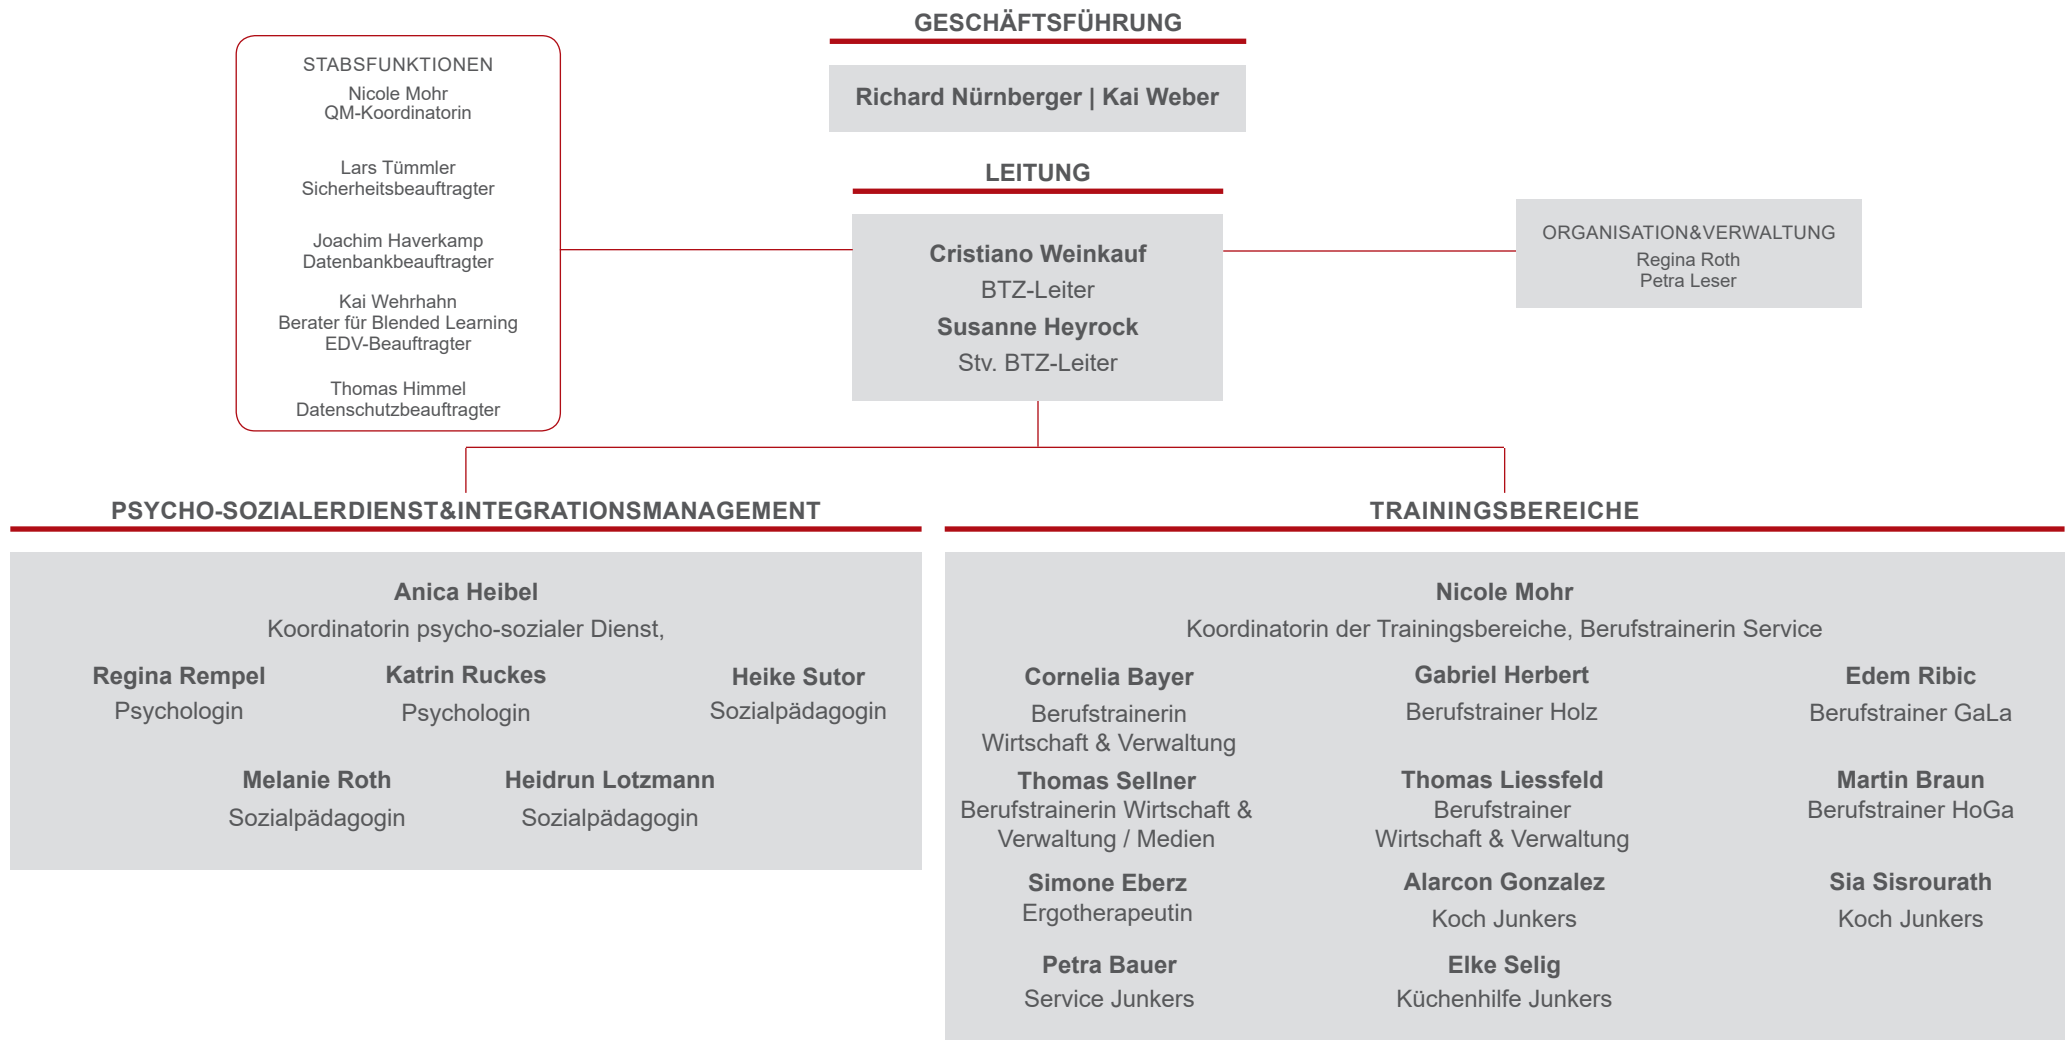 GESCHÄFTSFÜHRUNG
Richard Nürnberger | Kai Weber
STABSFUNKTIONEN
Nicole Mohr
QM-Koordinatorin
Lars Tümmler
Sicherheitsbeauftragter
Joachim Haverkamp
Datenbankbeauftragter
Kai Wehrhahn
Berater für Blended Learning
EDV-Beauftragter
Thomas Himmel
Datenschutzbeauftragter
LEITUNG
Cristiano Weinkauf
BTZ-Leiter
Susanne Heyrock
Stv. BTZ-Leiter
ORGANISATION&VERWALTUNG
Regina Roth
Petra Leser
PSYCHO-SOZIALERDIENST&INTEGRATIONSMANAGEMENT
Anica Heibel
Koordinatorin psycho-sozialer Dienst,
Regina Rempel
Psychologin
Katrin Ruckes
Psychologin
Heike Sutor
Sozialpädagogin
Melanie Roth
Sozialpädagogin
Heidrun Lotzmann
Sozialpädagogin
TRAININGSBEREICHE
Nicole Mohr
Koordinatorin der Trainingsbereiche, Berufstrainerin Service
Cornelia Bayer
Berufstrainerin
Wirtschaft & Verwaltung
Gabriel Herbert
Berufstrainer Holz
Edem Ribic
Berufstrainer GaLa
Thomas Sellner
Berufstrainerin Wirtschaft &
Verwaltung / Medien
Thomas Liessfeld
Berufstrainer
Wirtschaft & Verwaltung
Martin Braun
Berufstrainer HoGa
Simone Eberz
Ergotherapeutin
Alarcon Gonzalez
Koch Junkers
Sia Sisrourath
Koch Junkers
Petra Bauer
Service Junkers
Elke Selig
Küchenhilfe Junkers